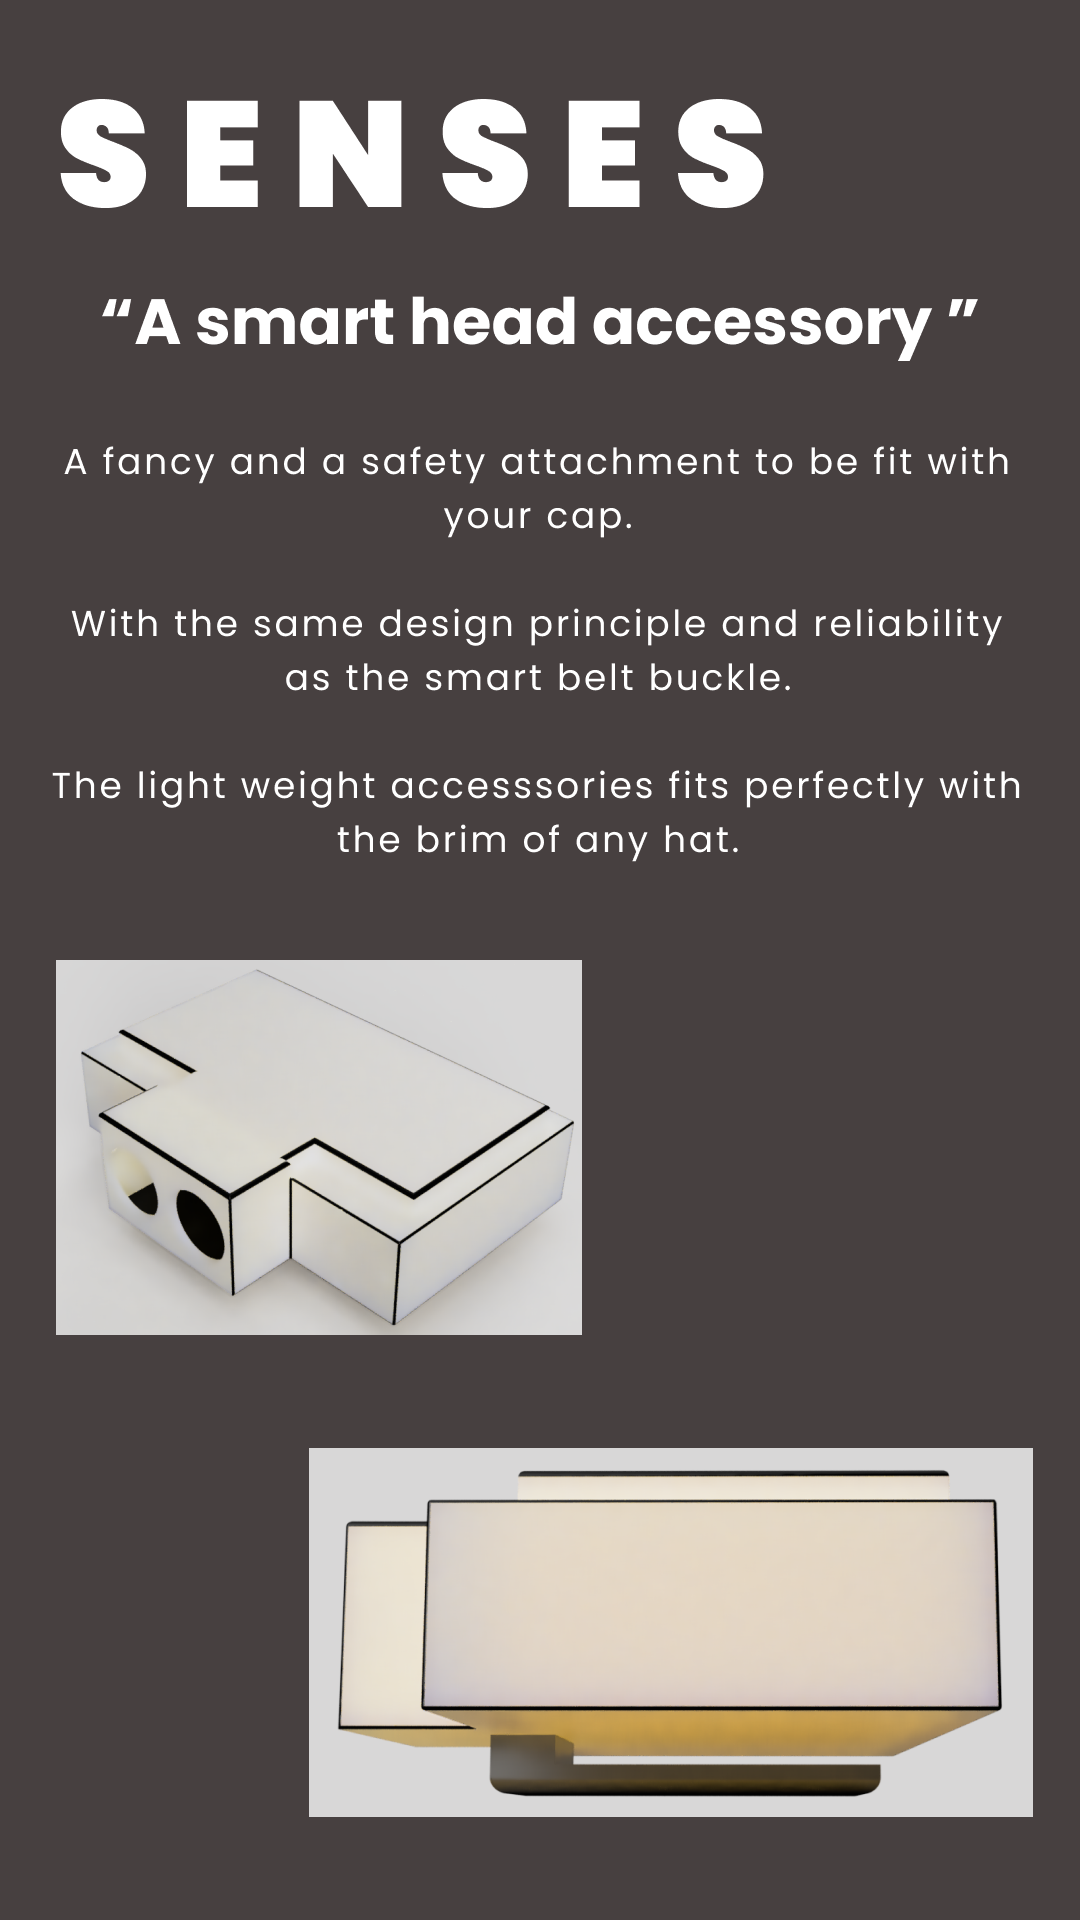 SENSES
“A smart head accessory ”
A fancy and a safety attachment to be fit with
your cap.
With the same design principle and reliability
as the smart belt buckle.
The light weight accesssories fits perfectly with
the brim of any hat.